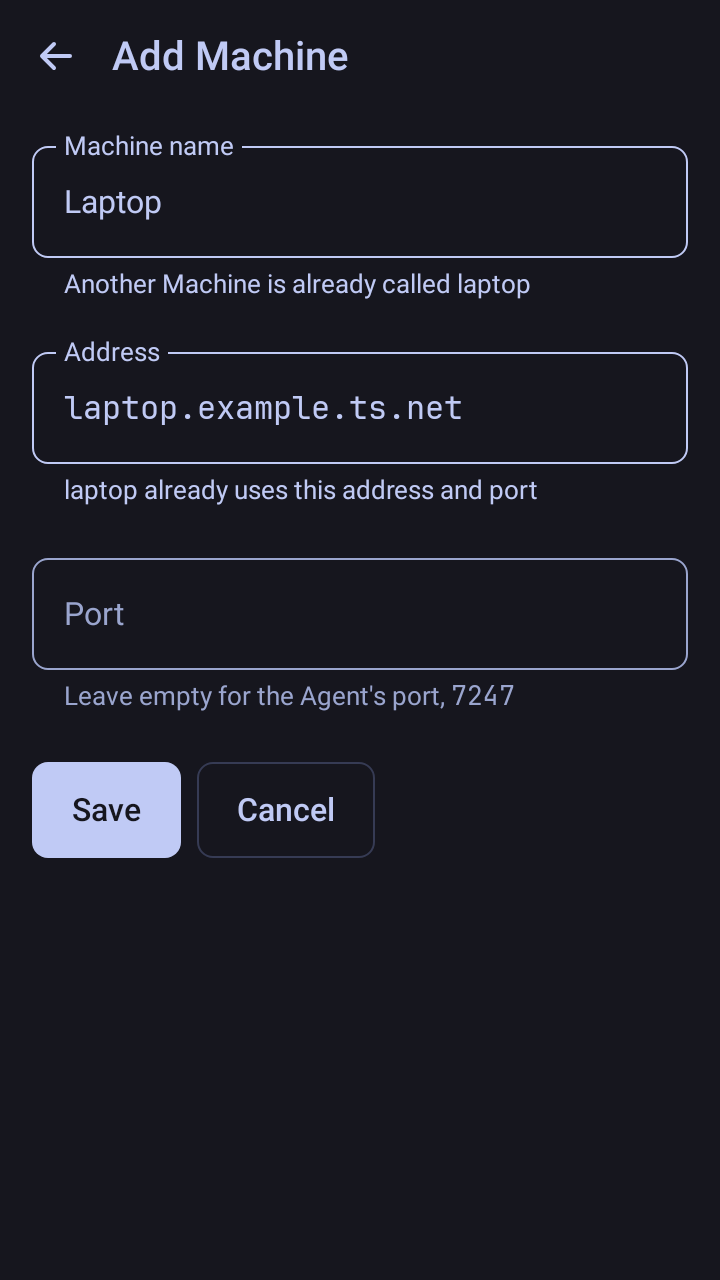 Add Machine
Machine name
Laptop
Another Machine is already called laptop
Address
laptop.example.ts.net
laptop already uses this address and port
Port
Leave empty for the Agent's port, 7247
Save
Cancel